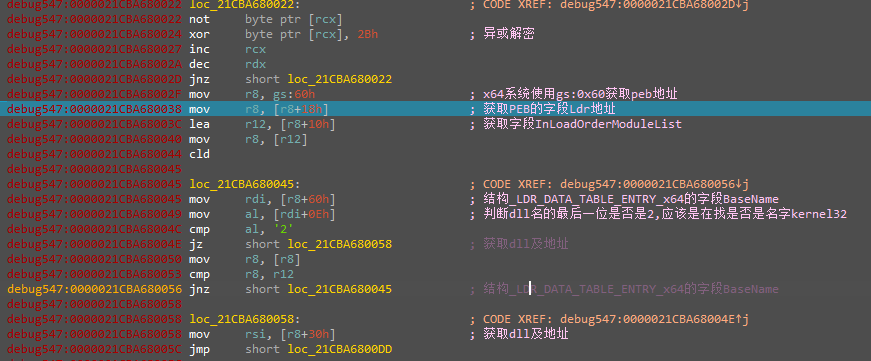 debug547:0000021CBA680022 loc_21CBA680022: ; CODE XREF: debug547:0000021CBA68002D↓j
debug547:0000021CBA680022 not byte ptr [rcx]
debug547:0000021CBA680024 xor byte ptr [rcx], 2Bh ; 异或解密
debug547:0000021CBA680027 inc rcx
debug547:0000021CBA68002A dec rdx
debug547:0000021CBA68002D jnz short loc_21CBA680022
debug547:0000021CBA68002F mov r8, gs:60h ; x64系统使用gs:0x60获取peb地址
debug547:0000021CBA680038 mov r8, [r8+18h] ; 获取PEB的字段Ldr地址
debug547:0000021CBA68003C lea r12, [r8+10h] ; 获取字段InLoadOrderModuleList
debug547:0000021CBA680040 mov r8, [r12]
debug547:0000021CBA680044 cld
debug547:0000021CBA680045
debug547:0000021CBA680045 loc_21CBA680045: ; CODE XREF: debug547:0000021CBA680056↓j
debug547:0000021CBA680045 mov rdi, [r8+60h] ; 结构_LDR_DATA_TABLE_ENTRY_x64的字段BaseName
debug547:0000021CBA680049 mov al, [rdi+0Eh] ; 判断dll名的最后一位是否是2,应该是在找是否是名字kernel32
debug547:0000021CBA68004C cmp al, '2'
debug547:0000021CBA68004E jz short loc_21CBA680058 ; 获取dll及地址
debug547:0000021CBA680050 mov r8, [r8]
debug547:0000021CBA680053 cmp r8, r12
debug547:0000021CBA680056 jnz short loc_21CBA680045 ; 结构_LDR_DATA_TABLE_ENTRY_x64的字段BaseName
debug547:0000021CBA680058
debug547:0000021CBA680058 loc_21CBA680058: ; CODE XREF: debug547:0000021CBA68004E↑j
debug547:0000021CBA680058 mov rsi, [r8+30h] ; 获取dll及地址
debug547:0000021CBA68005C jmp short loc_21CBA6800DD